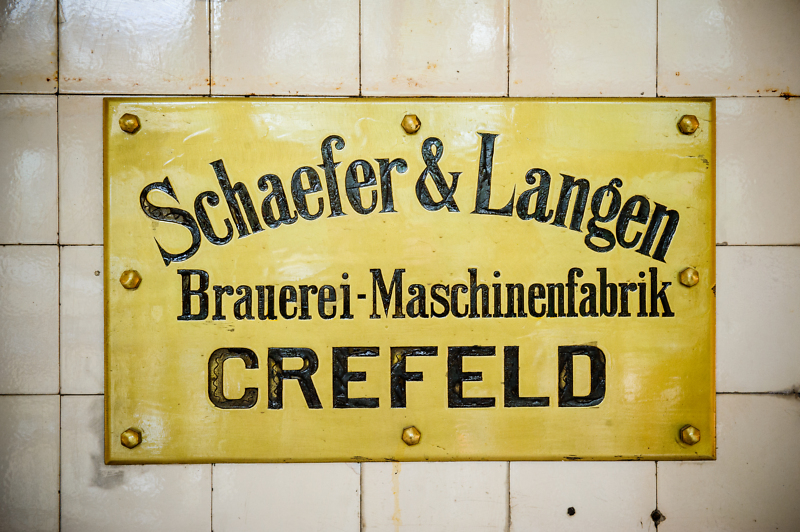 Schaefer & Langen
Brauerei-Maschinenfabrik
CREFELD